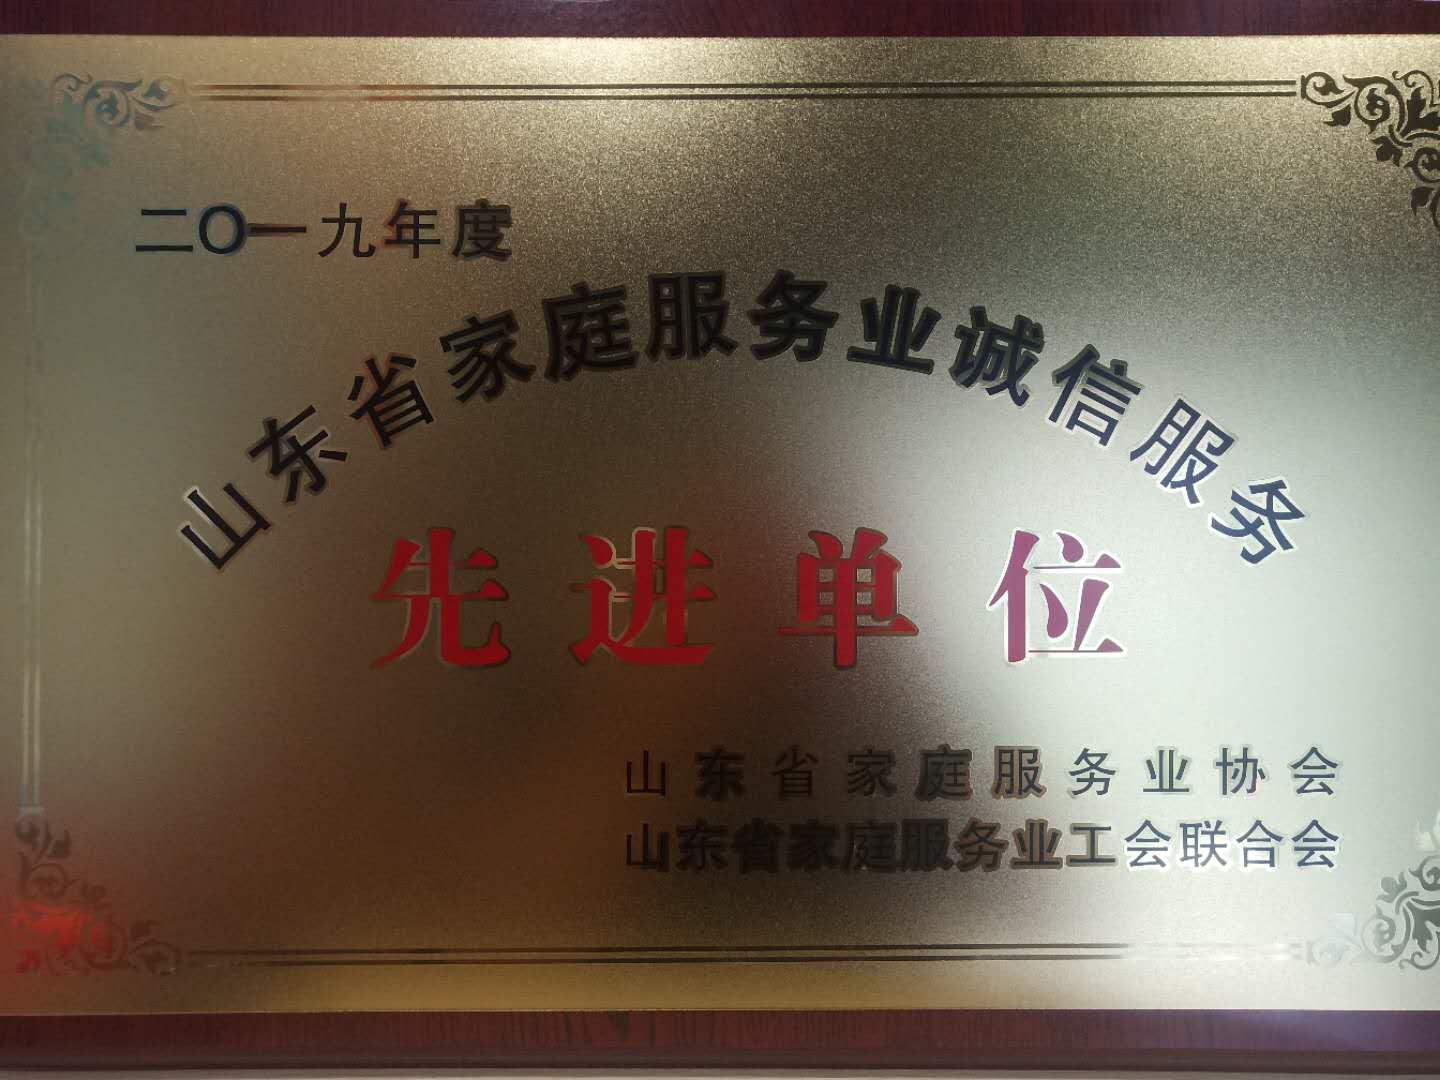 二〇一九年度
山东省家庭服务业诚信服务
先进单位
山东省家庭服务业协会
山东省家庭服务业工会联合会